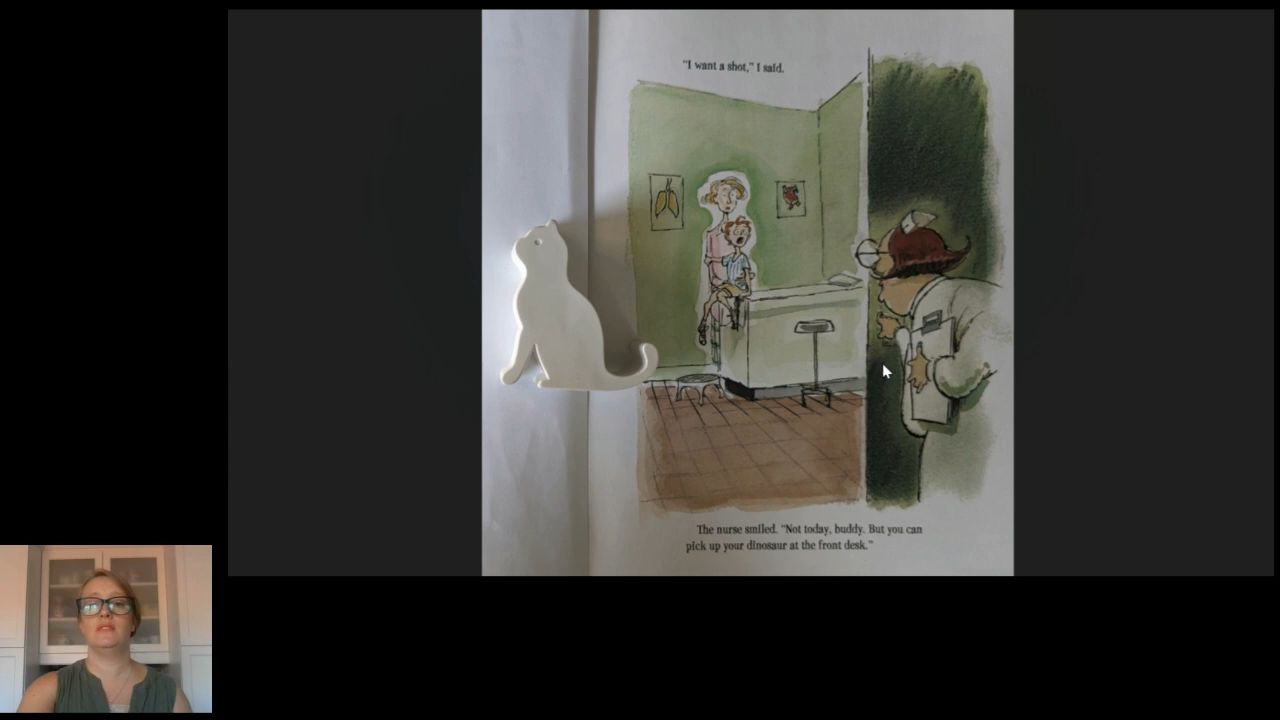 "I want a shot," I said.
The nurse smiled. "Not today, buddy. But you can
pick up your dinosaur at the front desk."